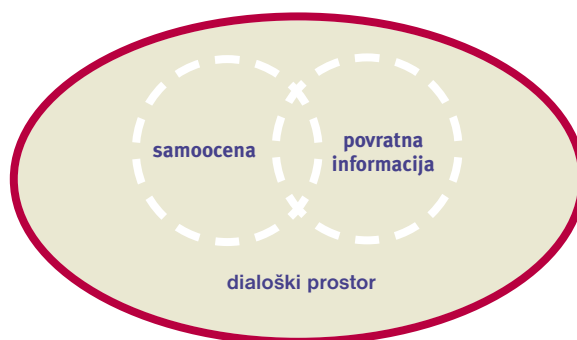 samoocena
povratna
informacija
dialoški prostor